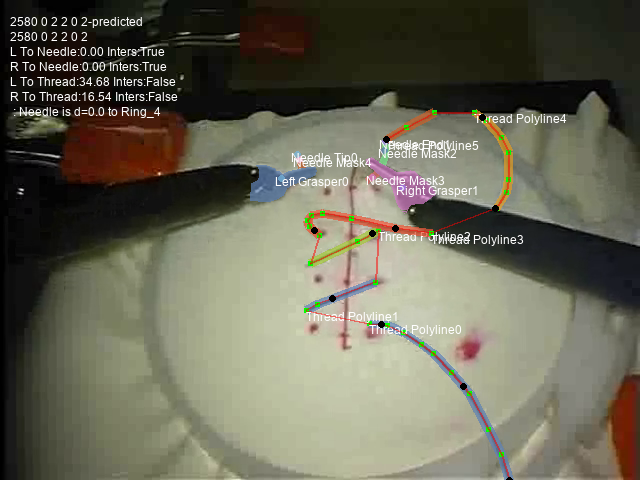 2580 0 2 2 0 2-predicted
2580 0 2 2 0 2
L To Needle:0.00 Inters:True
R To Needle:0.00 Inters:True
L To Thread:34.68 Inters:False
R To Thread:16.54 Inters:False
: Needle is d=0.0 to Ring_4
Thread Polyline4
Thread Polyline5
Needle Mask2
Needle Tip0
Needle Mask4
Left Grasper0
Needle Mask3
Right Grasper1
Thread Polyline2
Thread Polyline3
Thread Polyline1
Thread Polyline0